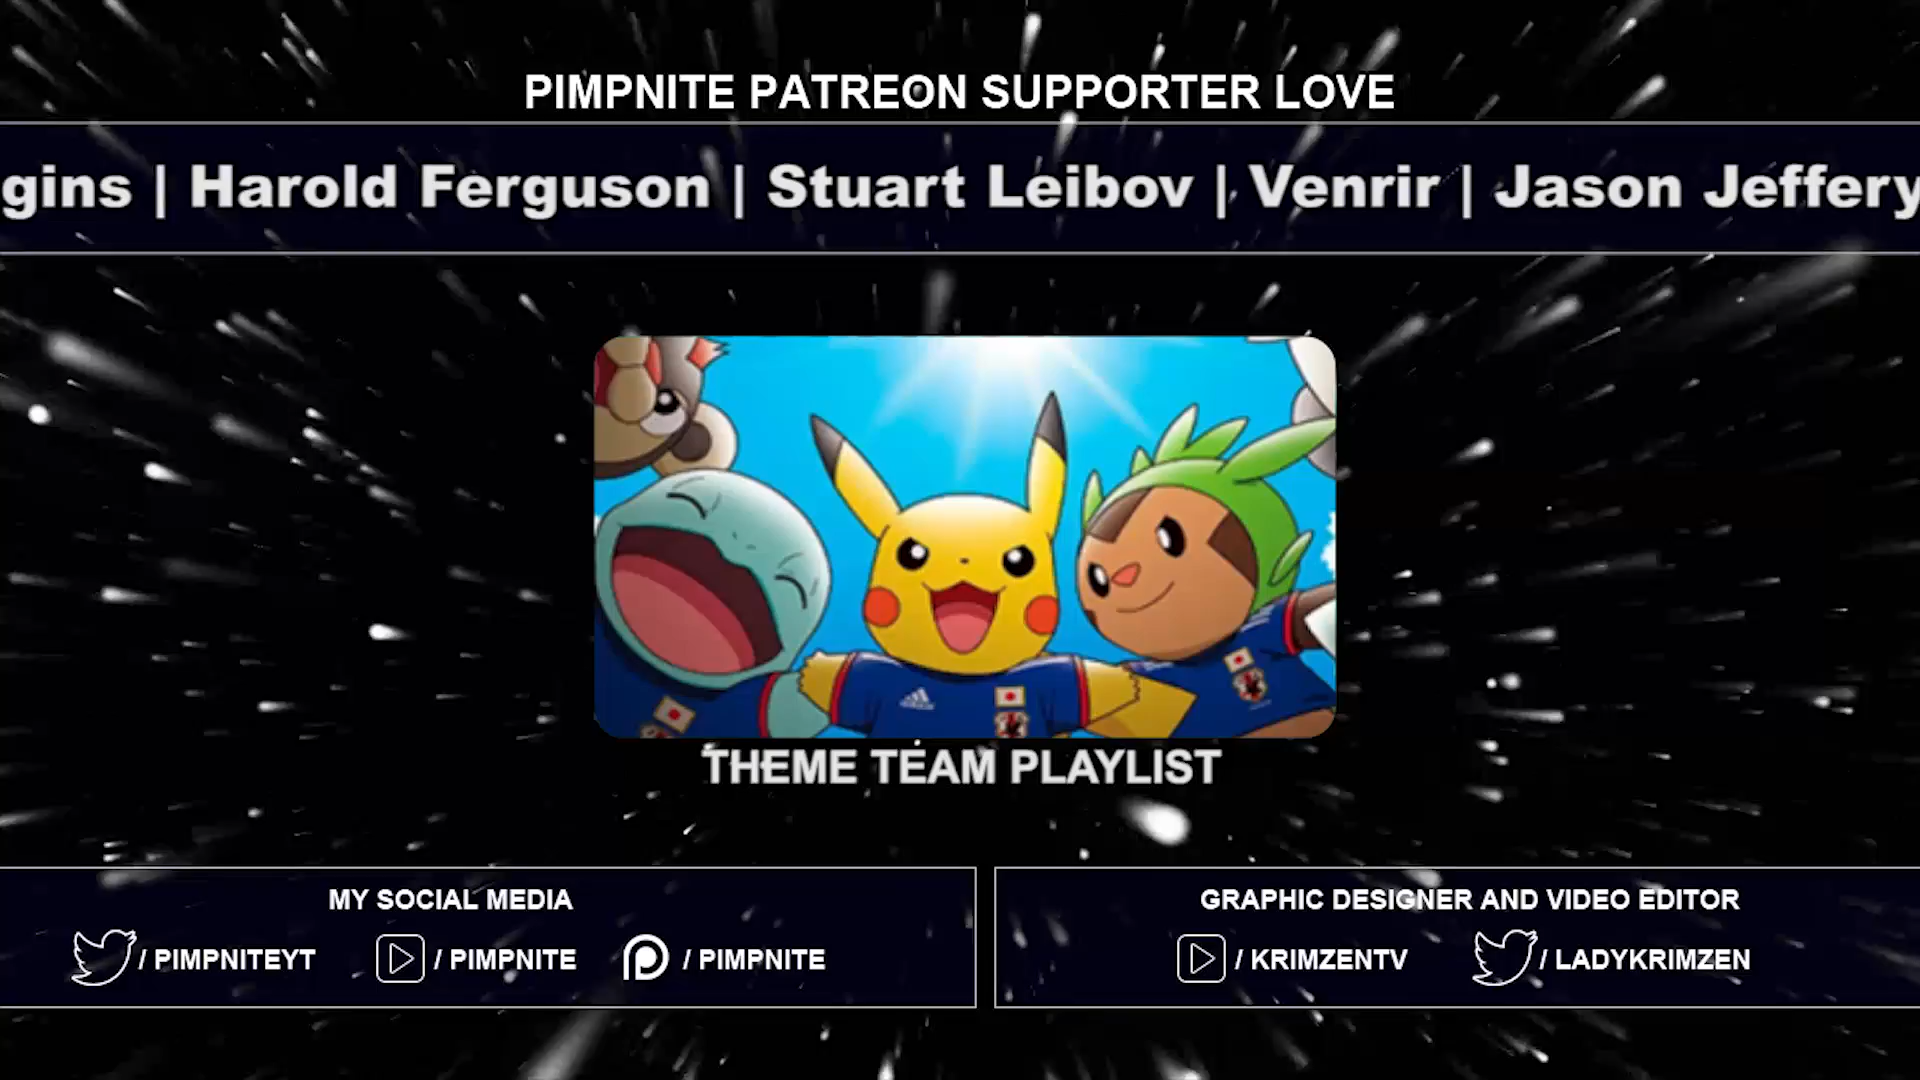 PIMPNITE PATREON SUPPORTER LOVE
gins | Harold Ferguson | Stuart Leibov | Venrir | Jason Jeffery
THEME TEAM PLAYLIST
MY SOCIAL MEDIA
/ PIMPNITEYT / PIMPNITE / PIMPNITE
GRAPHIC DESIGNER AND VIDEO EDITOR
/ KRIMZENTV / LADYKRIMZEN